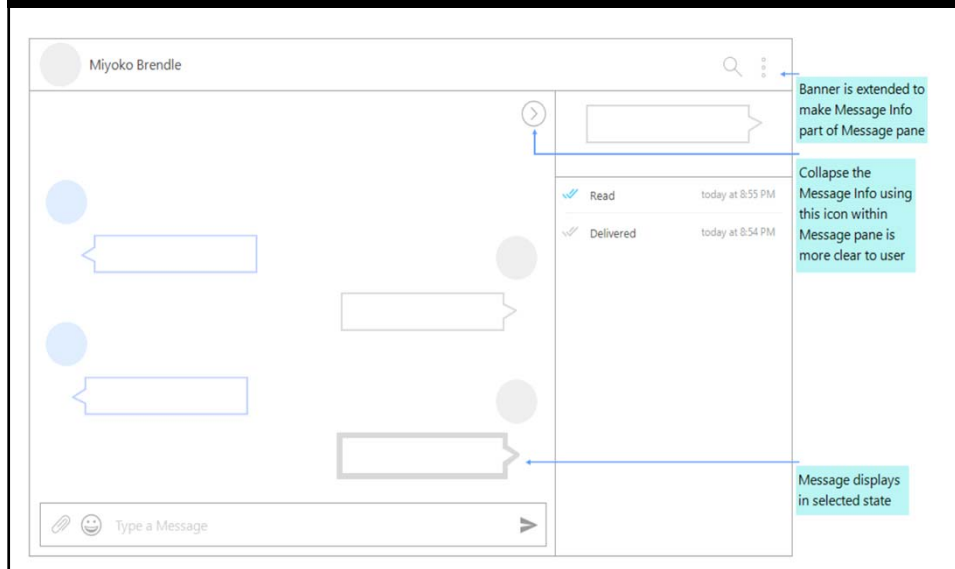 Miyoko Brendle
Banner is extended to
make Message Info
part of Message pane
Collapse the
Message Info using
this icon within
Message pane is
more clear to user
Read today at 8:55 PM
Delivered today at 8:54 PM
Message displays
in selected state
Type a Message